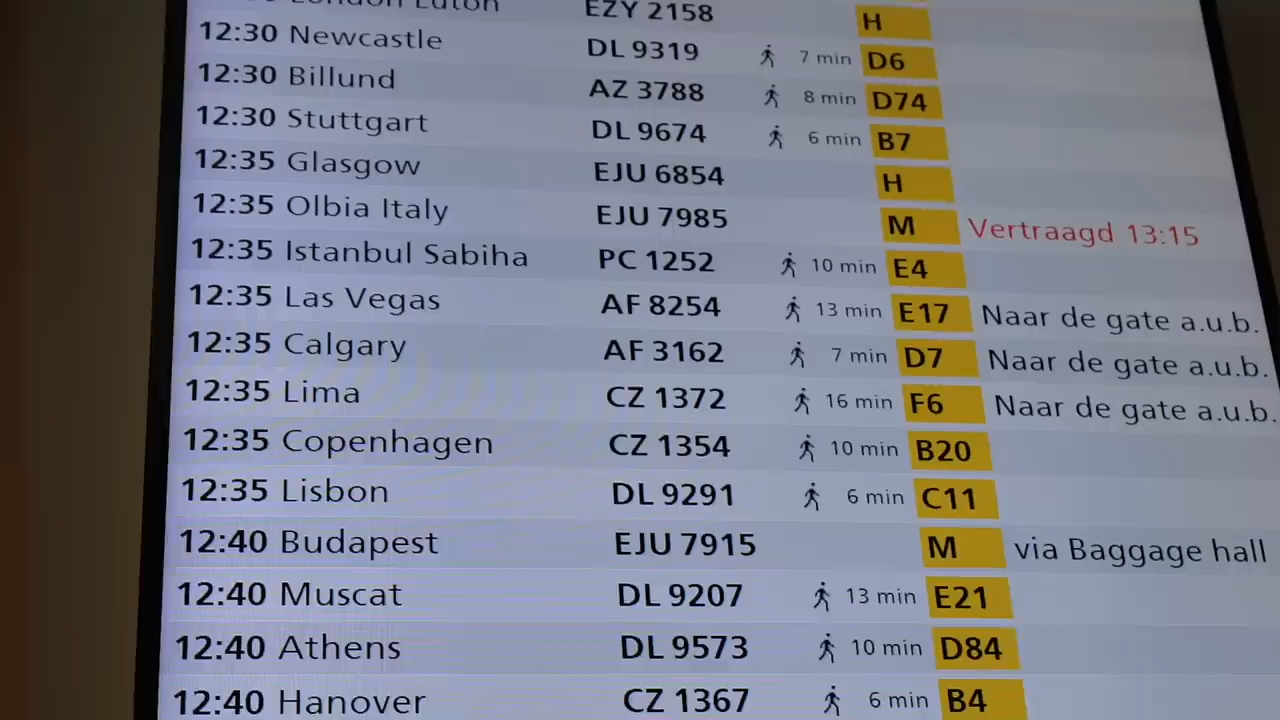 London Luton EZY 2158 H
12:30 Newcastle DL 9319 7 min D6
12:30 Billund AZ 3788 8 min D74
12:30 Stuttgart DL 9674 6 min B7
12:35 Glasgow EJU 6854 H
12:35 Olbia Italy EJU 7985 M Vertraagd 13:15
12:35 Istanbul Sabiha PC 1252 10 min E4
12:35 Las Vegas AF 8254 13 min E17 Naar de gate a.u.b.
12:35 Calgary AF 3162 7 min D7 Naar de gate a.u.b.
12:35 Lima CZ 1372 16 min F6 Naar de gate a.u.b.
12:35 Copenhagen CZ 1354 10 min B20
12:35 Lisbon DL 9291 6 min C11
12:40 Budapest EJU 7915 M via Baggage hall
12:40 Muscat DL 9207 13 min E21
12:40 Athens DL 9573 10 min D84
12:40 Hanover CZ 1367 6 min B4